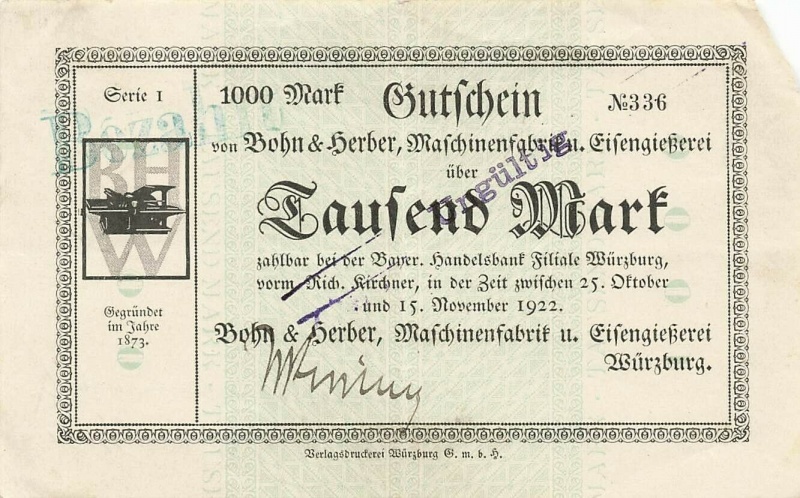 Serie I
BH
W
Gegründet
im Jahre
1873.
1000 Mark Gutschein №336
von Bohn & Herber, Maschinenfabrik u. Eisengießerei
über
Tausend Mark
zahlbar bei der Bayer. Handelsbank Filiale Würzburg,
vorm. Rich. Kirchner, in der Zeit zwischen 25. Oktober
und 15. November 1922.
Bohn & Herber, Maschinenfabrik u. Eisengießerei
Würzburg.
Ungültig
Verlagsdruckerei Würzburg G. m. b. H.